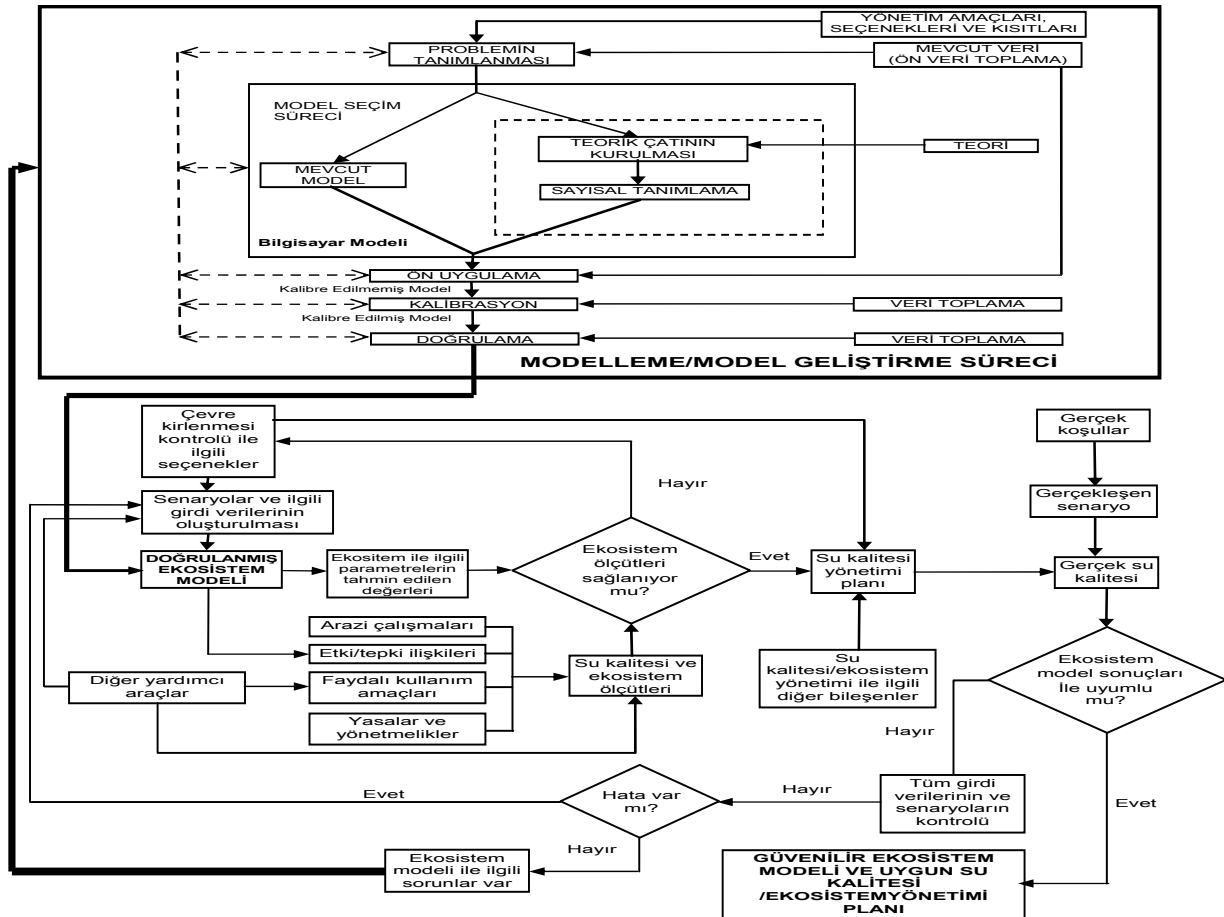 YÖNETİM AMAÇLARI,
SEÇENEKLERİ VE KISITLARI
PROBLEMİN
TANIMLANMASI
MEVCUT VERİ
(ÖN VERİ TOPLAMA)
MODEL SEÇİM
SÜRECİ
TEORİK ÇATININ
KURULMASI
TEORİ
MEVCUT
MODEL
SAYISAL TANIMLAMA
Bilgisayar Modeli
ÖN UYGULAMA
Kalibre Edilmemiş Model
KALİBRASYON
VERİ TOPLAMA
Kalibre Edilmiş Model
DOĞRULAMA
VERİ TOPLAMA
MODELLEME/MODEL GELİŞTİRME SÜRECİ
Çevre
kirlenmesi
kontrolü ile
ilgili
seçenekler
Gerçek
koşullar
Hayır
Senaryolar ve ilgili
girdi verilerinin
oluşturulması
Gerçekleşen
senaryo
DOĞRULANMIŞ
EKOSİSTEM
MODELİ
Ekositem ile ilgili
parametrelerin
tahmin edilen
değerleri
Ekosistem
ölçütleri
sağlanıyor
mu?
Evet
Su kalitesi
yönetimi
planı
Gerçek su
kalitesi
Arazi çalışmaları
Etki/tepki ilişkileri
Diğer yardımcı
araçlar
Faydalı kullanım
amaçları
Yasalar ve
yönetmelikler
Su kalitesi ve
ekosistem
ölçütleri
Su
kalitesi/ekosistem
yönetimi ile ilgili
diğer bileşenler
Ekosistem
model sonuçları
İle uyumlu
mu?
Hayır
Evet
Hata var
mı?
Hayır
Tüm girdi
verilerinin ve
senaryoların
kontrolü
Evet
Hayır
Ekosistem
modeli ile ilgili
sorunlar var
GÜVENİLİR EKOSİSTEM
MODELİ VE UYGUN SU
KALİTESİ
/EKOSİSTEMYÖNETİMİ
PLANI